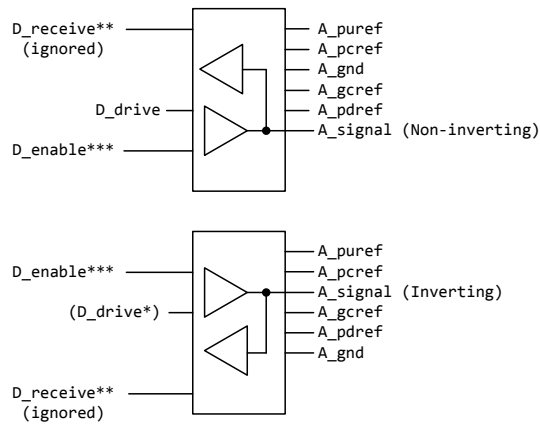 D_receive** A_puref
(ignored) A_pcref
A_gnd
A_gcref
D_drive A_pdref
A_signal (Non-inverting)
D_enable***
A_puref
D_enable*** A_pcref
A_signal (Inverting)
(D_drive*) A_gcref
A_pdref
A_gnd
D_receive**
(ignored)